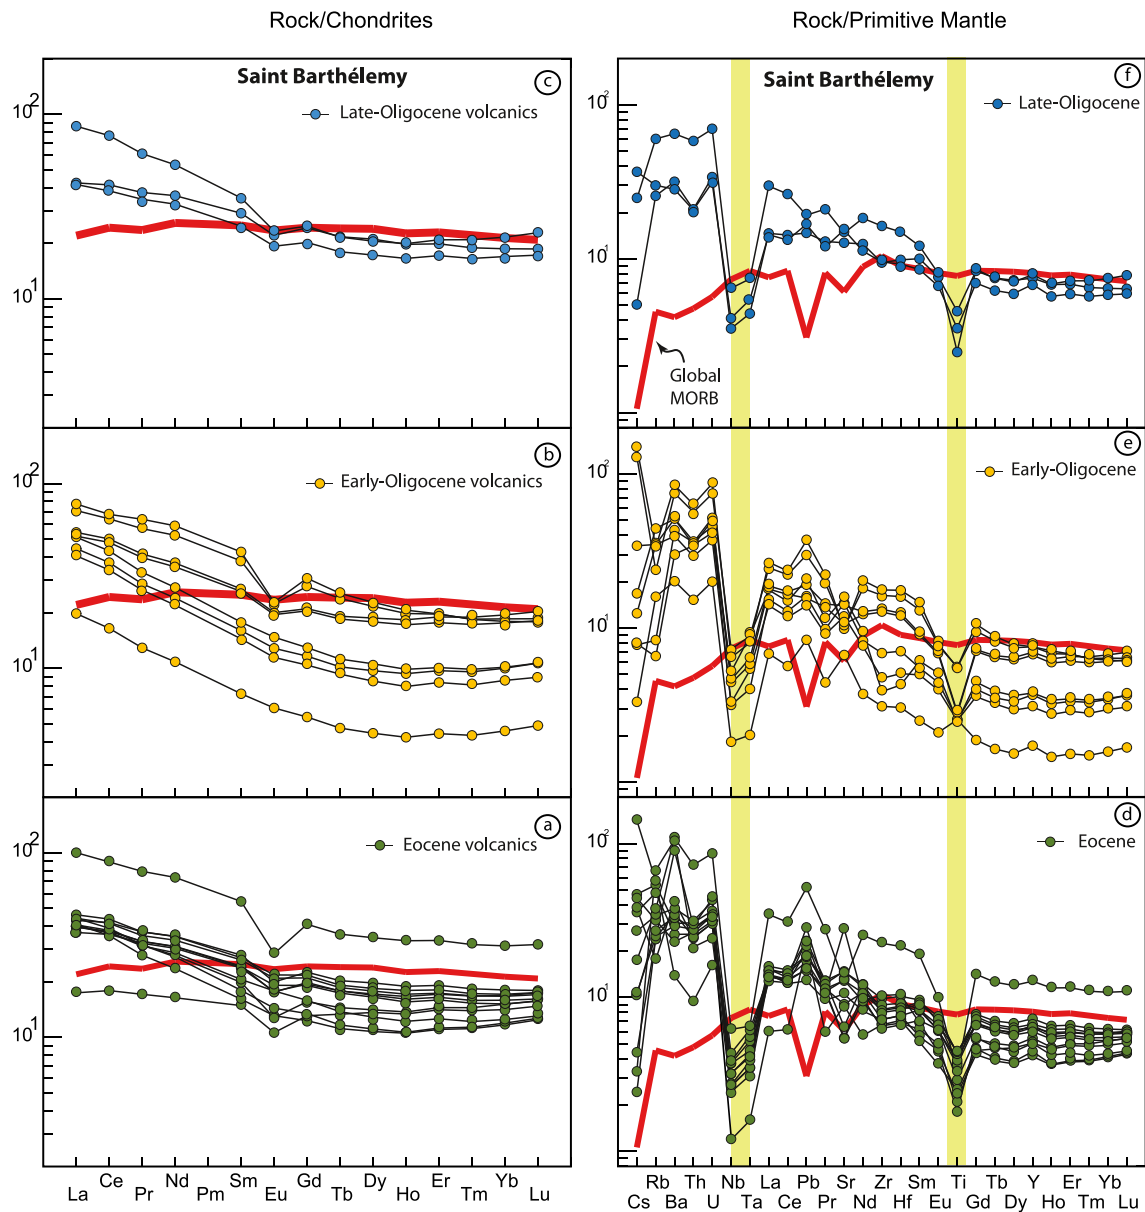 Rock/Chondrites
Rock/Primitive Mantle
Saint Barthélemy
c
Late-Oligocene volcanics
10²
10¹
Saint Barthélemy
f
Late-Oligocene
10²
10¹
Global
MORB
b
Early-Oligocene volcanics
10²
10¹
e
Early-Oligocene
10²
10¹
a
Eocene volcanics
10²
10¹
d
Eocene
10²
10¹
La Ce Pr Nd Pm Sm Eu Gd Tb Dy Ho Er Tm Yb Lu
Cs Rb Ba Th U Nb Ta La Ce Pb Pr Sr Nd Zr Hf Sm Eu Ti Gd Tb Dy Y Ho Er Tm Yb Lu